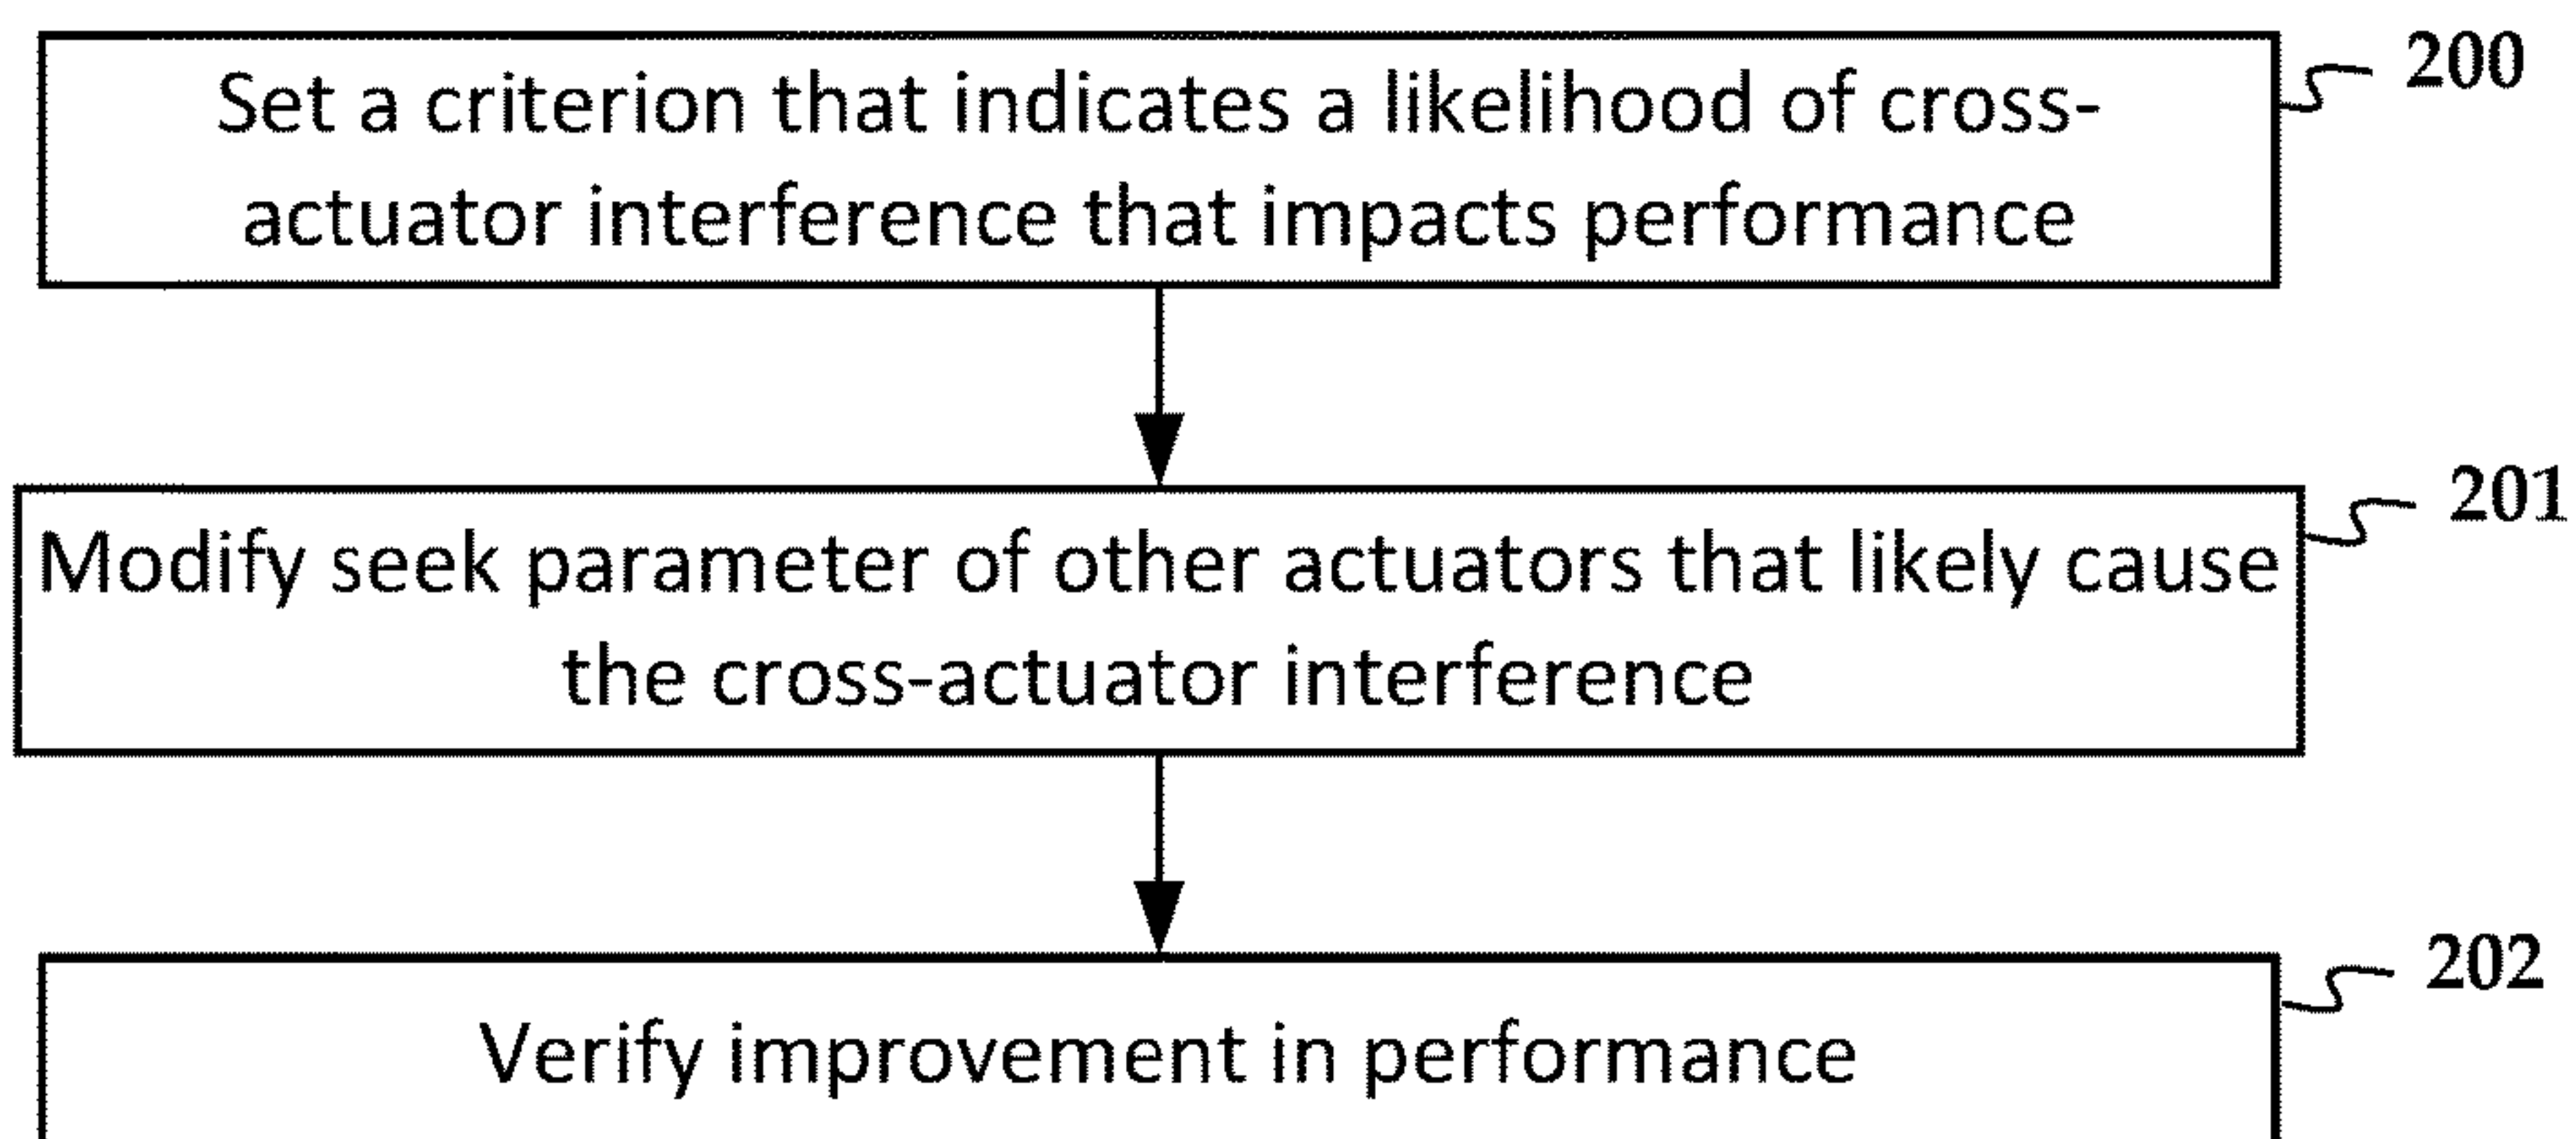 Set a criterion that indicates a likelihood of cross-
200
actuator interference that impacts performance
201
Modify seek parameter of other actuators that likely cause
the cross-actuator interference
202
Verify improvement in performance